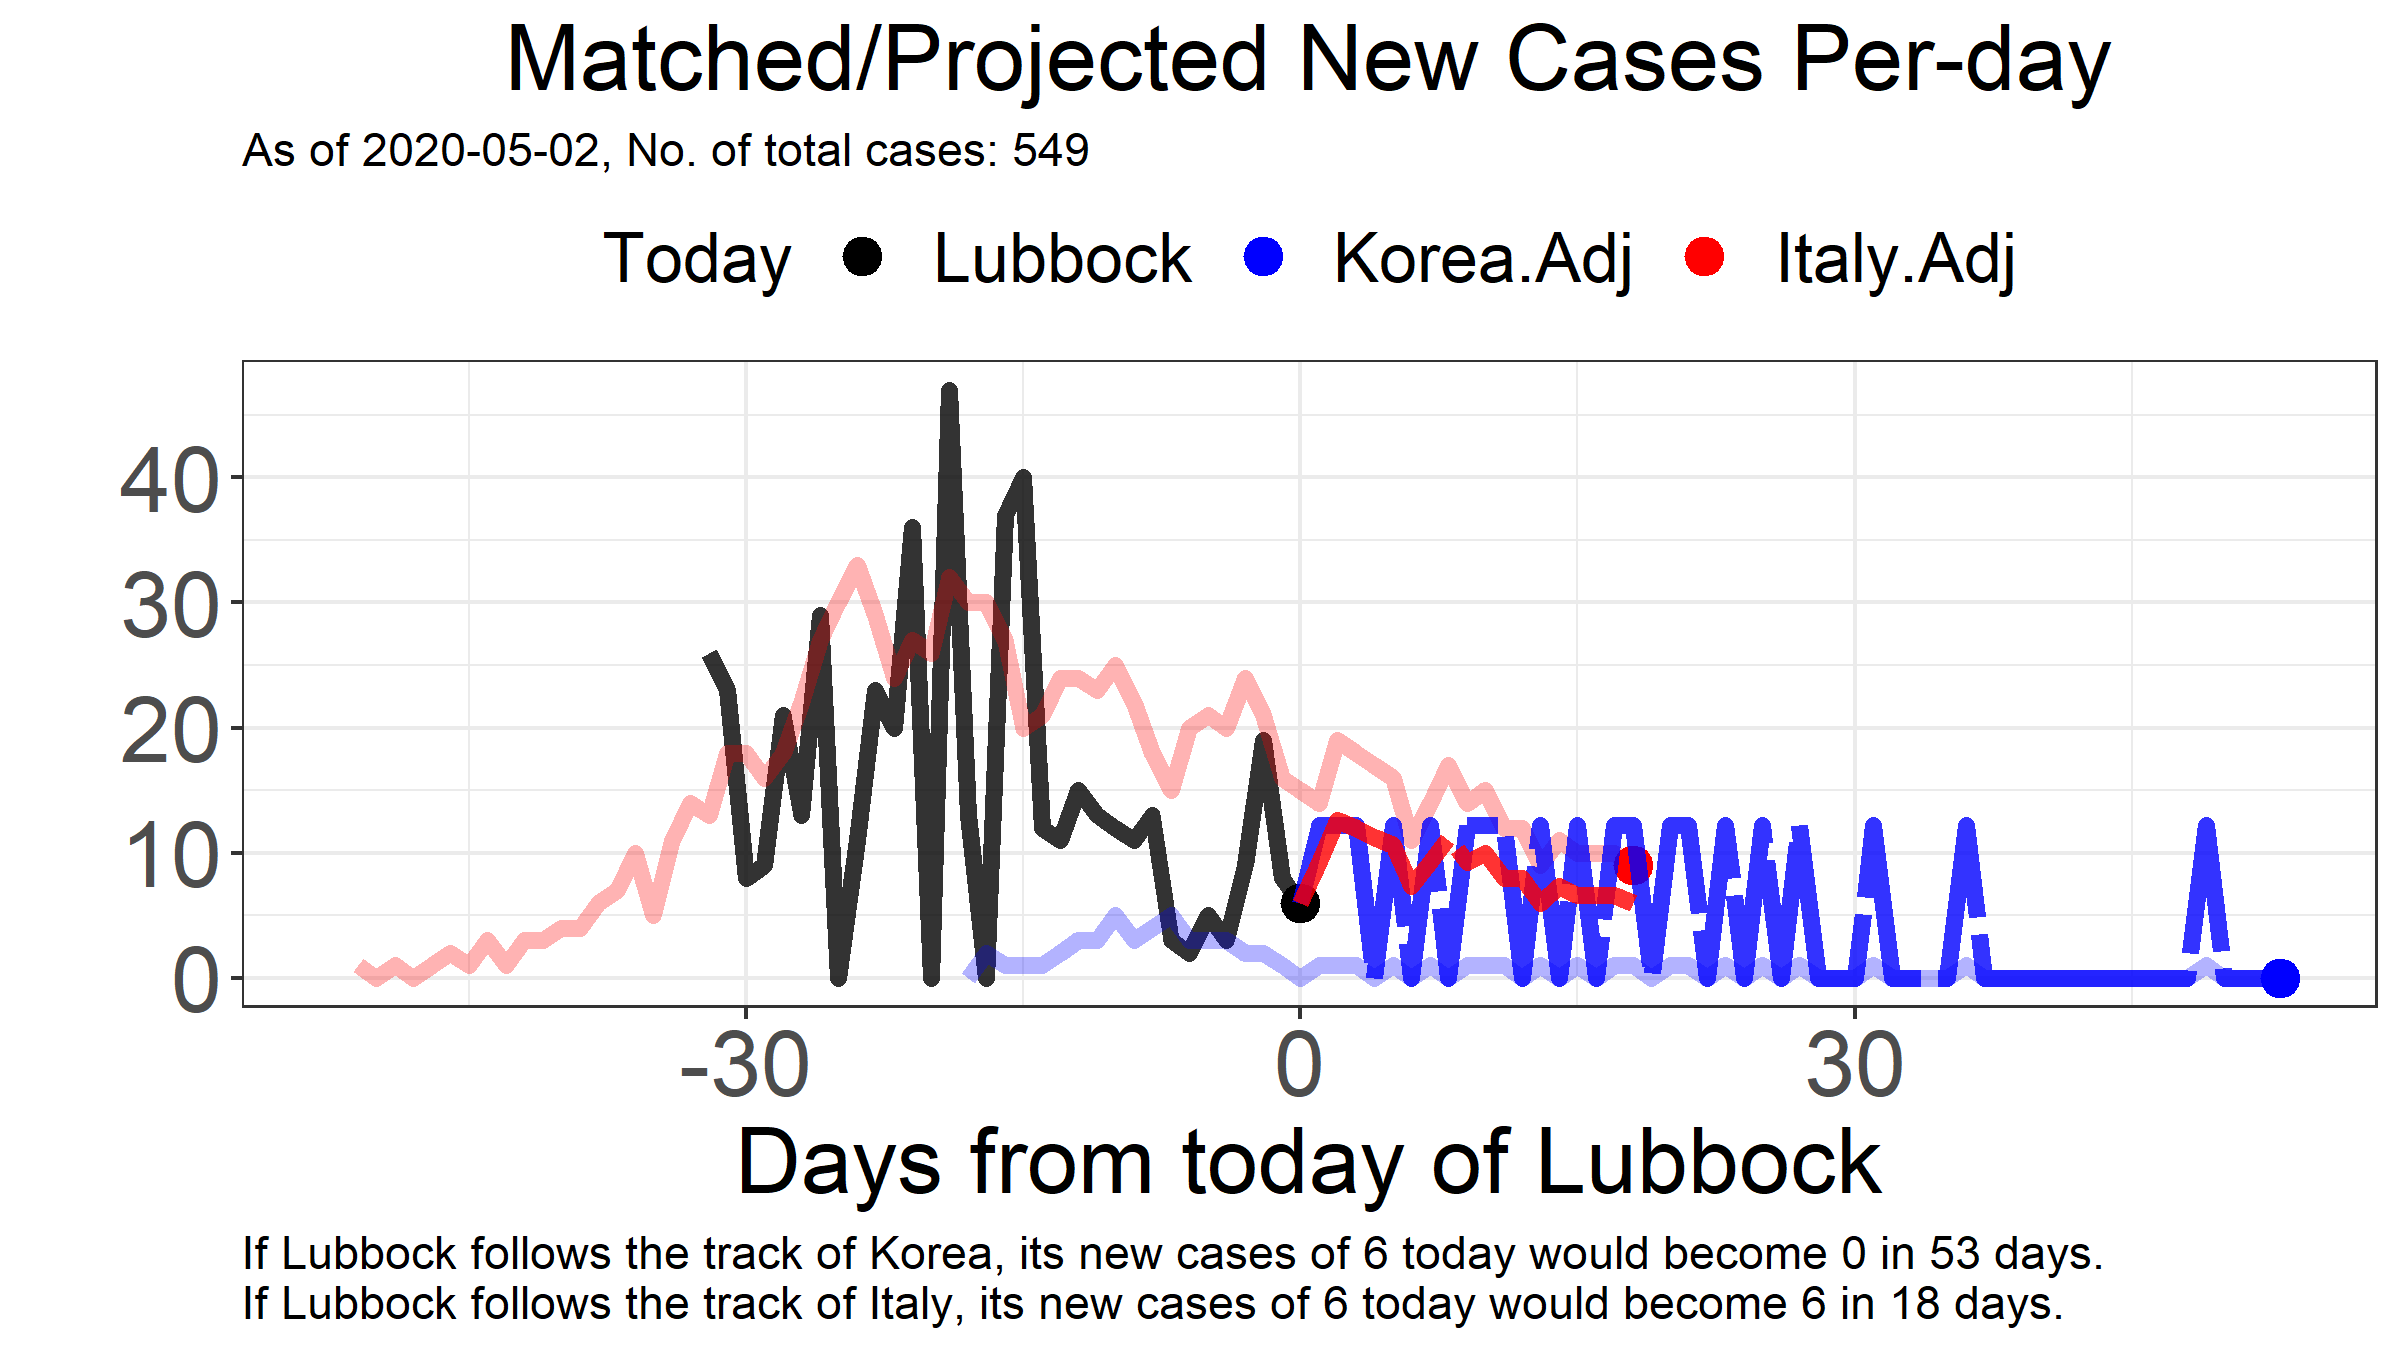 Matched/Projected New Cases Per-day
As of 2020-05-02, No. of total cases: 549
Today Lubbock Korea.Adj Italy.Adj
40
30
20
10
0
-30 0 30
Days from today of Lubbock
If Lubbock follows the track of Korea, its new cases of 6 today would become 0 in 53 days.
If Lubbock follows the track of Italy, its new cases of 6 today would become 6 in 18 days.